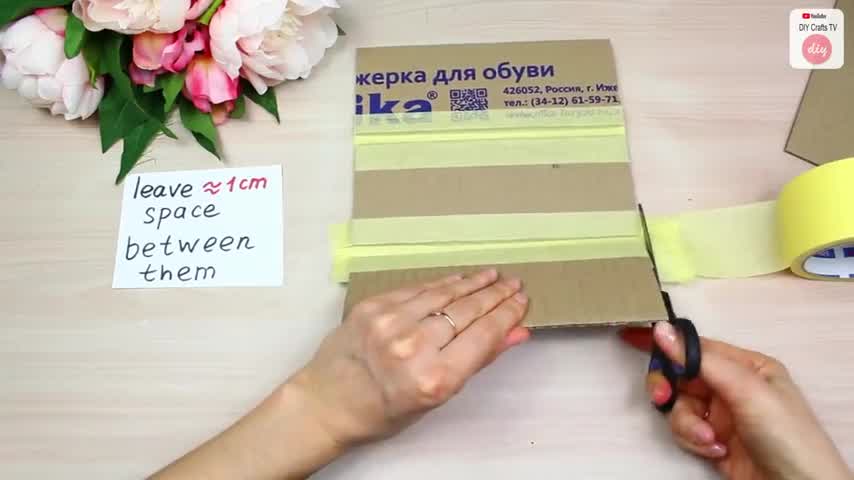 YouTube
DIY Crafts TV
diy
жерка для обуви
ika®
426052, Россия, г. Иже
тел.: (34-12) 61-59-71
leave ≈1cm
space
between
them